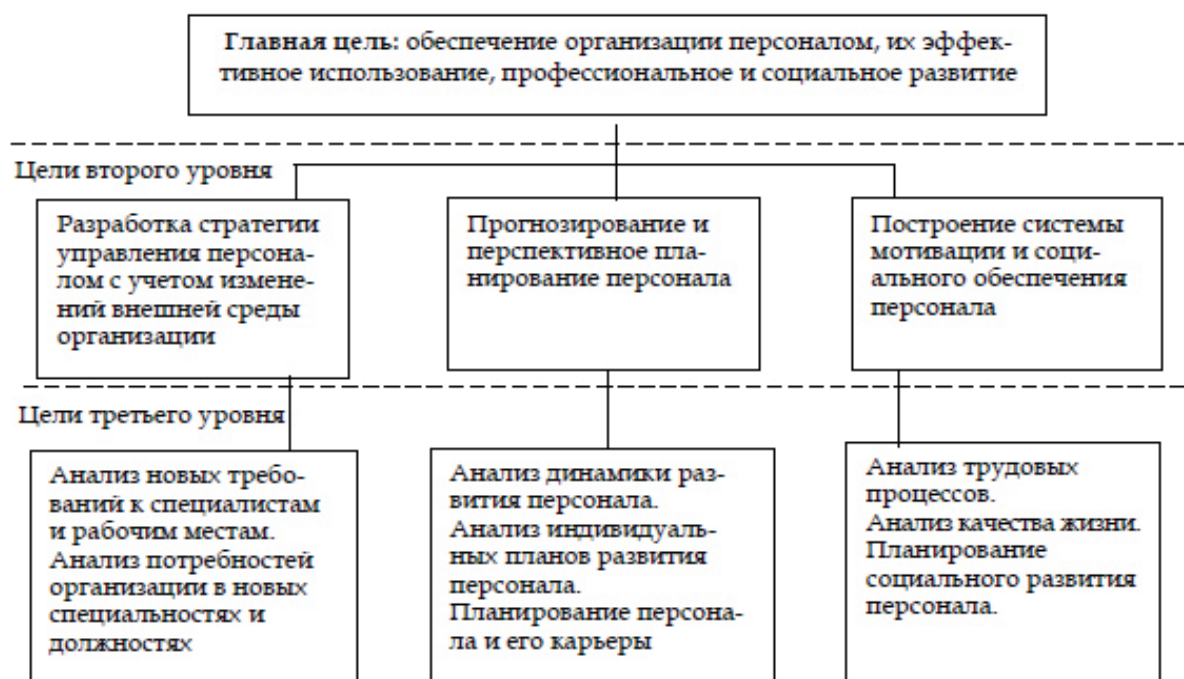 Главная цель: обеспечение организации персоналом, их эффек-
тивное использование, профессиональное и социальное развитие
Цели второго уровня
Разработка стратегии
управления персона-
лом с учетом измене-
ний внешней среды
организации
Прогнозирование и
перспективное пла-
нирование персонала
Построение системы
мотивации и соци-
ального обеспечения
персонала
Цели третьего уровня
Анализ новых требо-
ваний к специалистам
и рабочим местам.
Анализ потребностей
организации в новых
специальностях и
должностях
Анализ динамики раз-
вития персонала.
Анализ индивидуаль-
ных планов развития
персонала.
Планирование персона-
ла и его карьеры
Анализ трудовых
процессов.
Анализ качества жизни.
Планирование
социального развития
персонала.